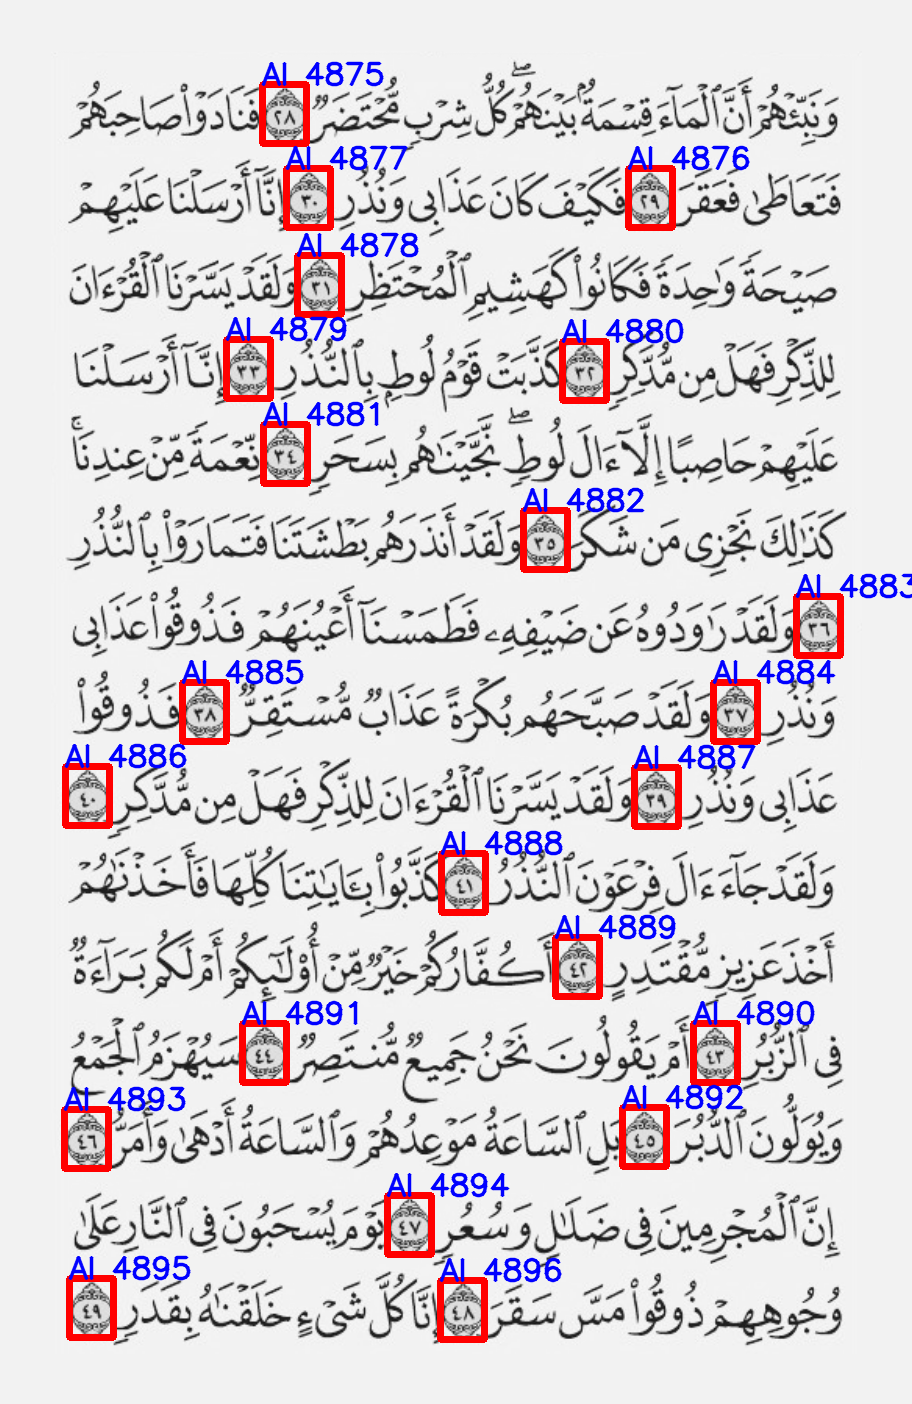 AI 4875
وَنَبِّئْهُمْ أَنَّ ٱلْمَآءَ قِسْمَةٌۢ بَيْنَهُمْ ۖ كُلُّ شِرْبٍ مُّحْتَضَرٌ ٢٨ فَنَادَوْا۟ صَاحِبَهُمْ
AI 4876 AI 4877
فَتَعَاطَىٰ فَعَقَرَ ٢٩ فَكَيْفَ كَانَ عَذَابِى وَنُذُرِ ٣٠ إِنَّآ أَرْسَلْنَا عَلَيْهِمْ
AI 4878
صَيْحَةً وَٰحِدَةً فَكَانُوا۟ كَهَشِيمِ ٱلْمُحْتَظِرِ ٣١ وَلَقَدْ يَسَّرْنَا ٱلْقُرْءَانَ
AI 4880 AI 4879
لِلذِّكْرِ فَهَلْ مِن مُّدَّكِرٍ ٣٢ كَذَّبَتْ قَوْمُ لُوطٍۭ بِٱلنُّذُرِ ٣٣ إِنَّآ أَرْسَلْنَا
AI 4881
عَلَيْهِمْ حَاصِبًا إِلَّآ ءَالَ لُوطٍ ۖ نَّجَّيْنَٰهُم بِسَحَرٍ ٣٤ نِّعْمَةً مِّنْ عِندِنَا ۚ
AI 4882
كَذَٰلِكَ نَجْزِى مَن شَكَرَ ٣٥ وَلَقَدْ أَنذَرَهُم بَطْشَتَنَا فَتَمَارَوْا۟ بِٱلنُّذُرِ
AI 4883
٣٦ وَلَقَدْ رَٰوَدُوهُ عَن ضَيْفِهِۦ فَطَمَسْنَآ أَعْيُنَهُمْ فَذُوقُوا۟ عَذَابِى
AI 4884 AI 4885
وَنُذُرِ ٣٧ وَلَقَدْ صَبَّحَهُم بُكْرَةً عَذَابٌ مُّسْتَقِرٌّ ٣٨ فَذُوقُوا۟
AI 4887 AI 4886
عَذَابِى وَنُذُرِ ٣٩ وَلَقَدْ يَسَّرْنَا ٱلْقُرْءَانَ لِلذِّكْرِ فَهَلْ مِن مُّدَّكِرٍ ٤٠
AI 4888
وَلَقَدْ جَآءَ ءَالَ فِرْعَوْنَ ٱلنُّذُرُ ٤١ كَذَّبُوا۟ بِـَٔايَٰتِنَا كُلِّهَا فَأَخَذْنَٰهُمْ
AI 4889
أَخْذَ عَزِيزٍ مُّقْتَدِرٍ ٤٢ أَكُفَّارُكُمْ خَيْرٌ مِّنْ أُو۟لَٰٓئِكُمْ أَمْ لَكُم بَرَآءَةٌ
AI 4890 AI 4891
فِى ٱلزُّبُرِ ٤٣ أَمْ يَقُولُونَ نَحْنُ جَمِيعٌ مُّنتَصِرٌ ٤٤ سَيُهْزَمُ ٱلْجَمْعُ
AI 4892 AI 4893
وَيُوَلُّونَ ٱلدُّبُرَ ٤٥ بَلِ ٱلسَّاعَةُ مَوْعِدُهُمْ وَٱلسَّاعَةُ أَدْهَىٰ وَأَمَرُّ ٤٦
AI 4894
إِنَّ ٱلْمُجْرِمِينَ فِى ضَلَٰلٍ وَسُعُرٍ ٤٧ يَوْمَ يُسْحَبُونَ فِى ٱلنَّارِ عَلَىٰ
AI 4896 AI 4895
وُجُوهِهِمْ ذُوقُوا۟ مَسَّ سَقَرَ ٤٨ إِنَّا كُلَّ شَىْءٍ خَلَقْنَٰهُ بِقَدَرٍ ٤٩